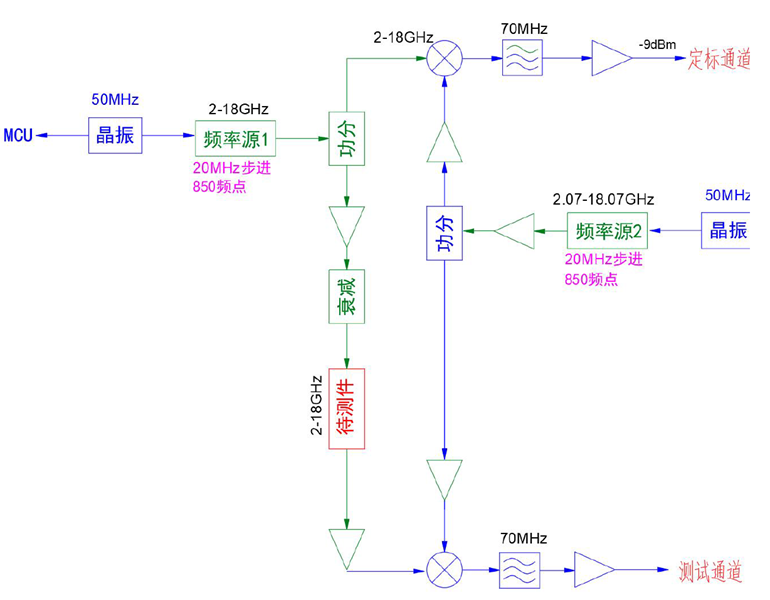 2-18GHz
70MHz
-9dBm
定标通道
50MHz
MCU
晶振
2-18GHz
频率源1
20MHz步进
850频点
功分
功分
2.07-18.07GHz
频率源2
20MHz步进
850频点
50MHz
晶振
衰减
2-18GHz
待测件
70MHz
测试通道